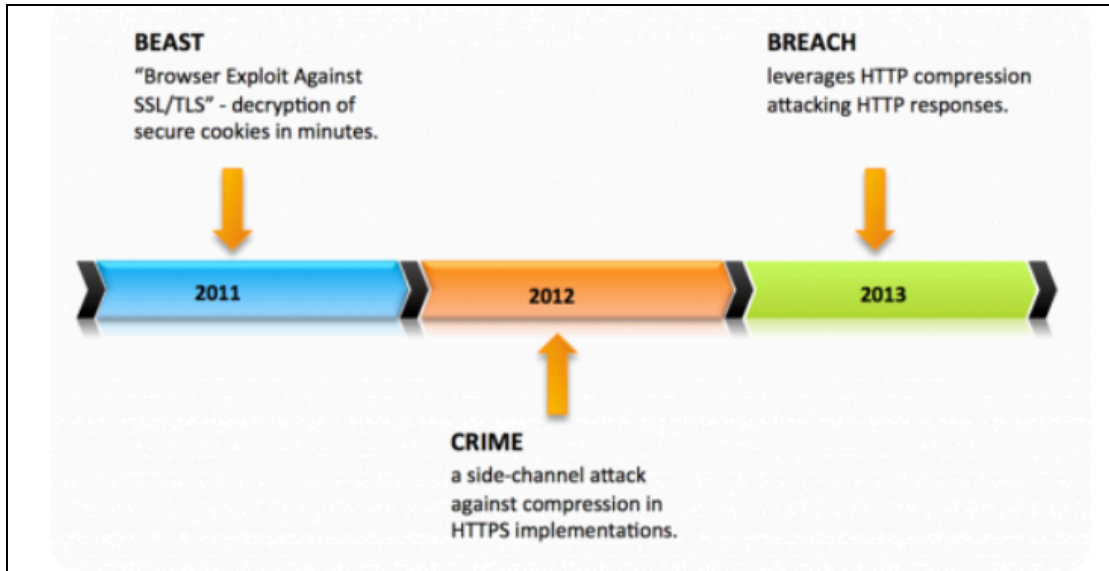 BEAST
“Browser Exploit Against
SSL/TLS” - decryption of
secure cookies in minutes.
BREACH
leverages HTTP compression
attacking HTTP responses.
2011
2012
2013
CRIME
a side-channel attack
against compression in
HTTPS implementations.